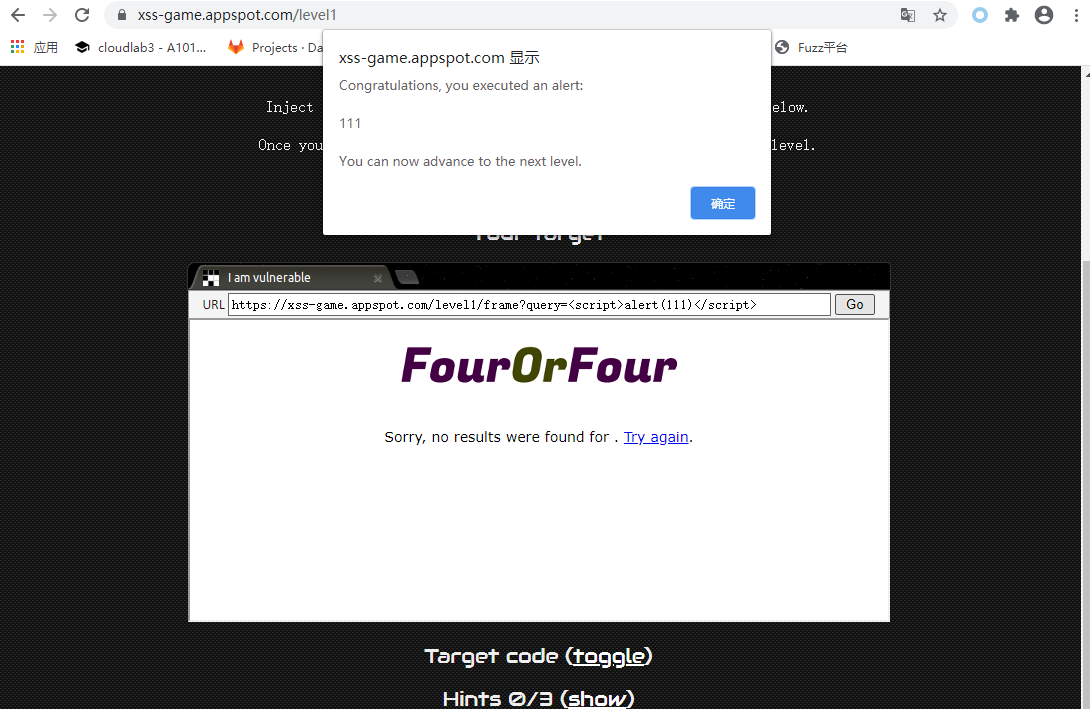 xss-game.appspot.com/level1
应用 cloudlab3 - A101... Projects · Da Fuzz平台
xss-game.appspot.com 显示
Congratulations, you executed an alert:
Inject elow.
111
Once you level.
You can now advance to the next level.
确定
Your Target
I am vulnerable
URL https://xss-game.appspot.com/level1/frame?query=<script>alert(111)</script> Go
FourOrFour
Sorry, no results were found for . Try again.
Target code (toggle)
Hints 0/3 (show)